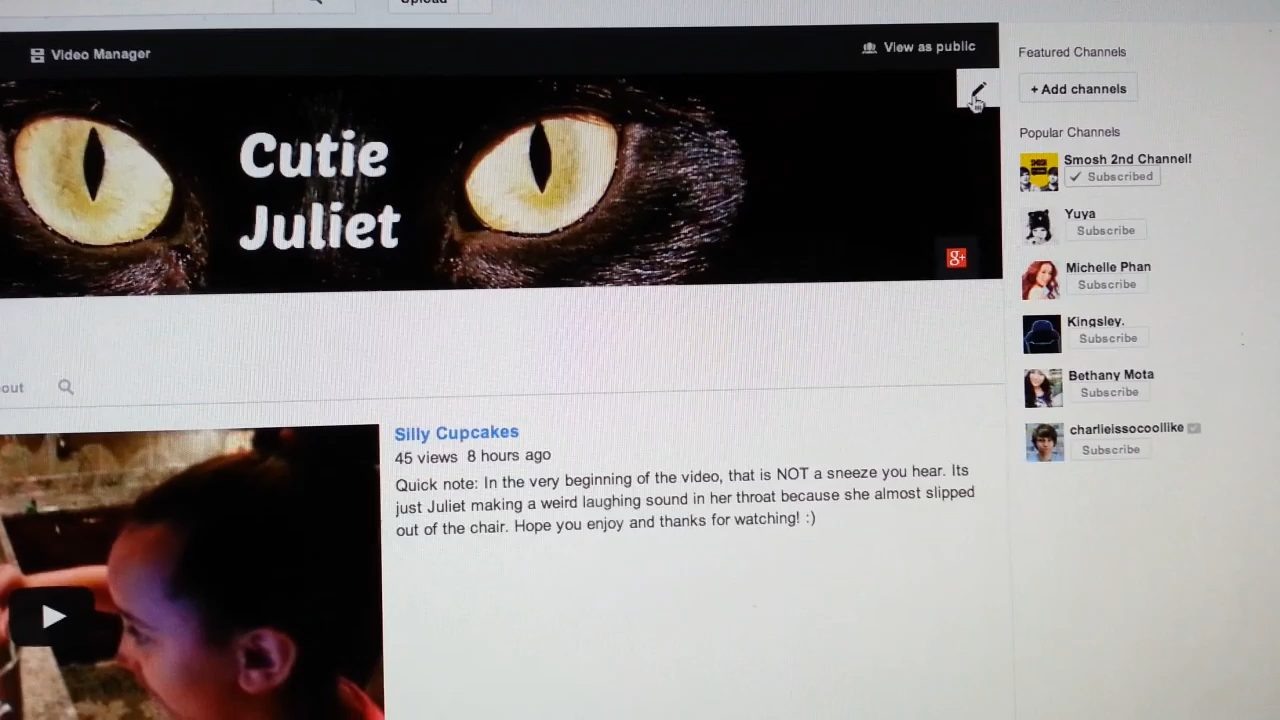 Upload
Video Manager
View as public
Cutie
Juliet
g+
out
Silly Cupcakes
45 views 8 hours ago
Quick note: In the very beginning of the video, that is NOT a sneeze you hear. Its
just Juliet making a weird laughing sound in her throat because she almost slipped
out of the chair. Hope you enjoy and thanks for watching! :)
Featured Channels
+ Add channels
Popular Channels
Smosh 2nd Channel!
Subscribed
Yuya
Subscribe
Michelle Phan
Subscribe
Kingsley.
Subscribe
Bethany Mota
Subscribe
charlieissocoollike
Subscribe